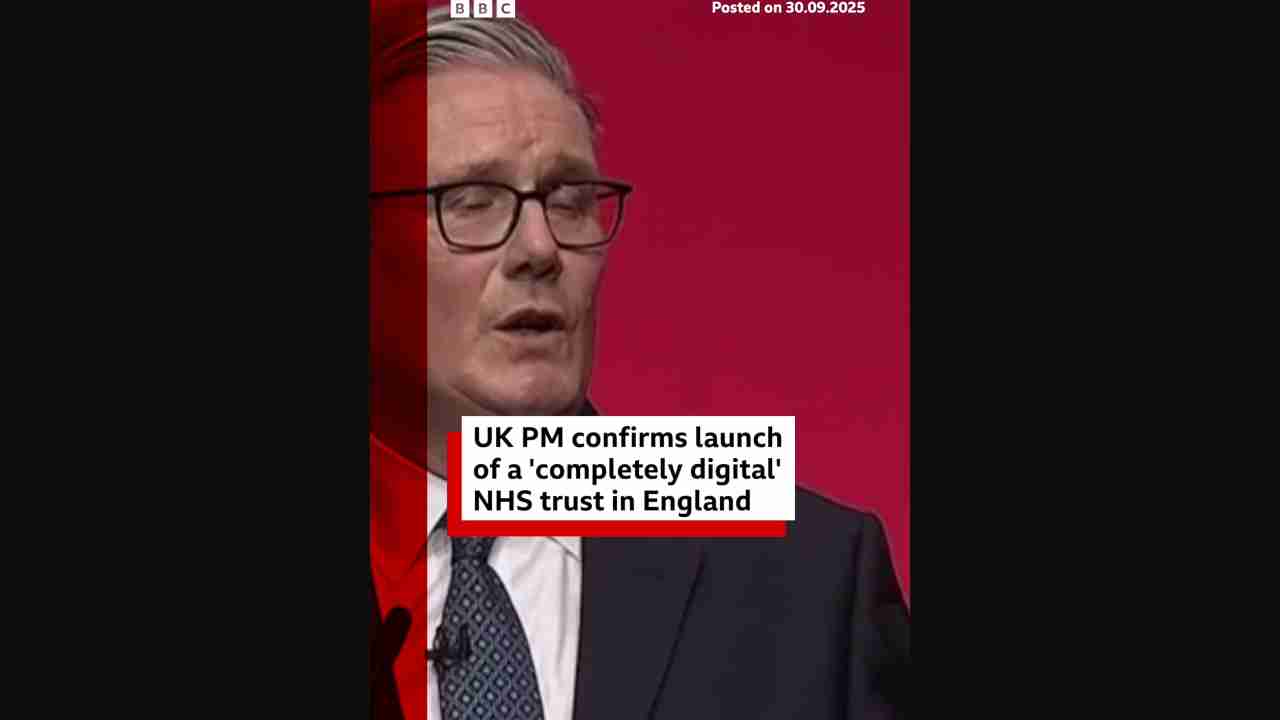 BBC
Posted on 30.09.2025
UK PM confirms launch
of a 'completely digital'
NHS trust in England